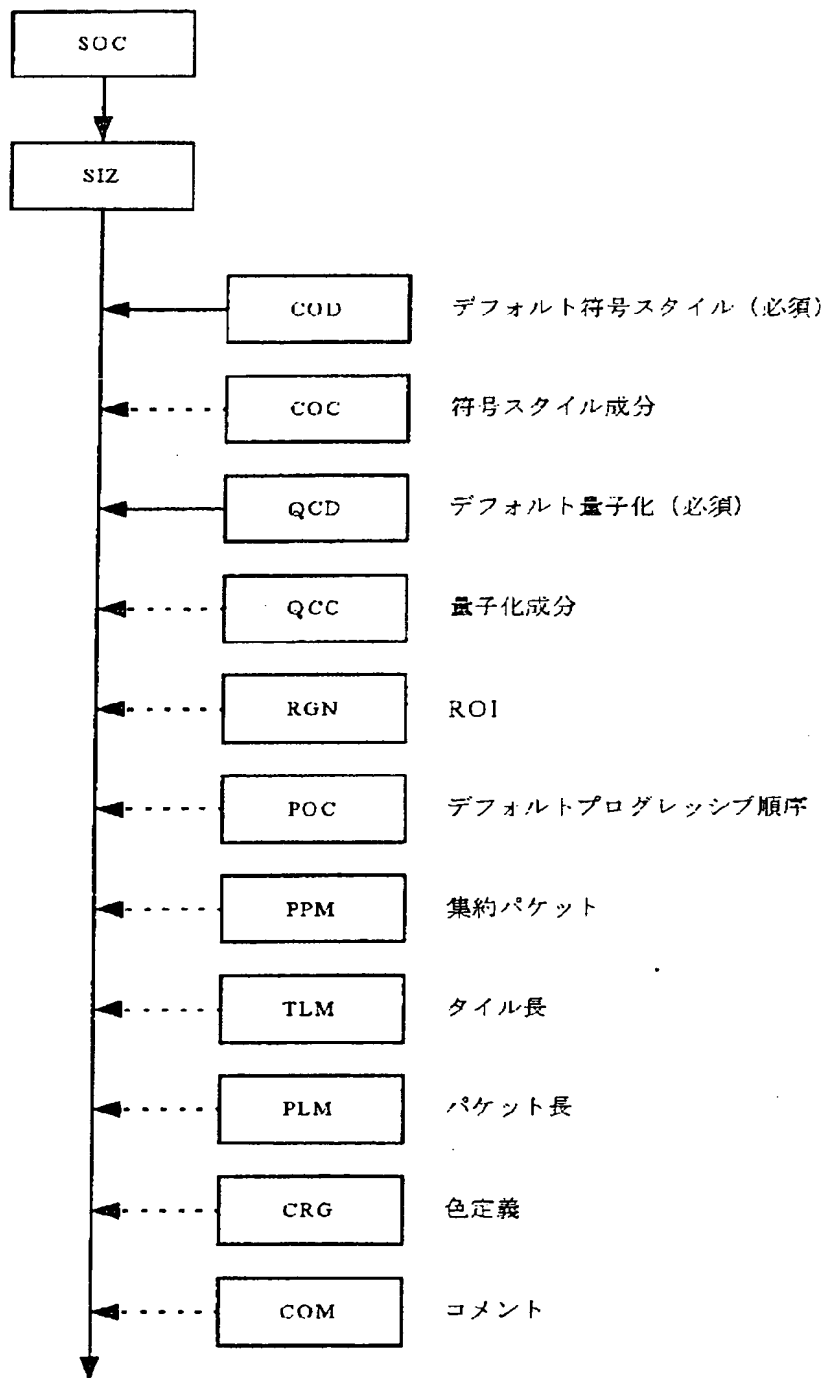 SOC
SIZ
COD デフォルト符号スタイル（必須）
COC 符号スタイル成分
QCD デフォルト量子化（必須）
QCC 量子化成分
RGN ROI
POC デフォルトプログレッシブ順序
PPM 集約パケット
TLM タイル長
PLM パケット長
CRG 色定義
COM コメント